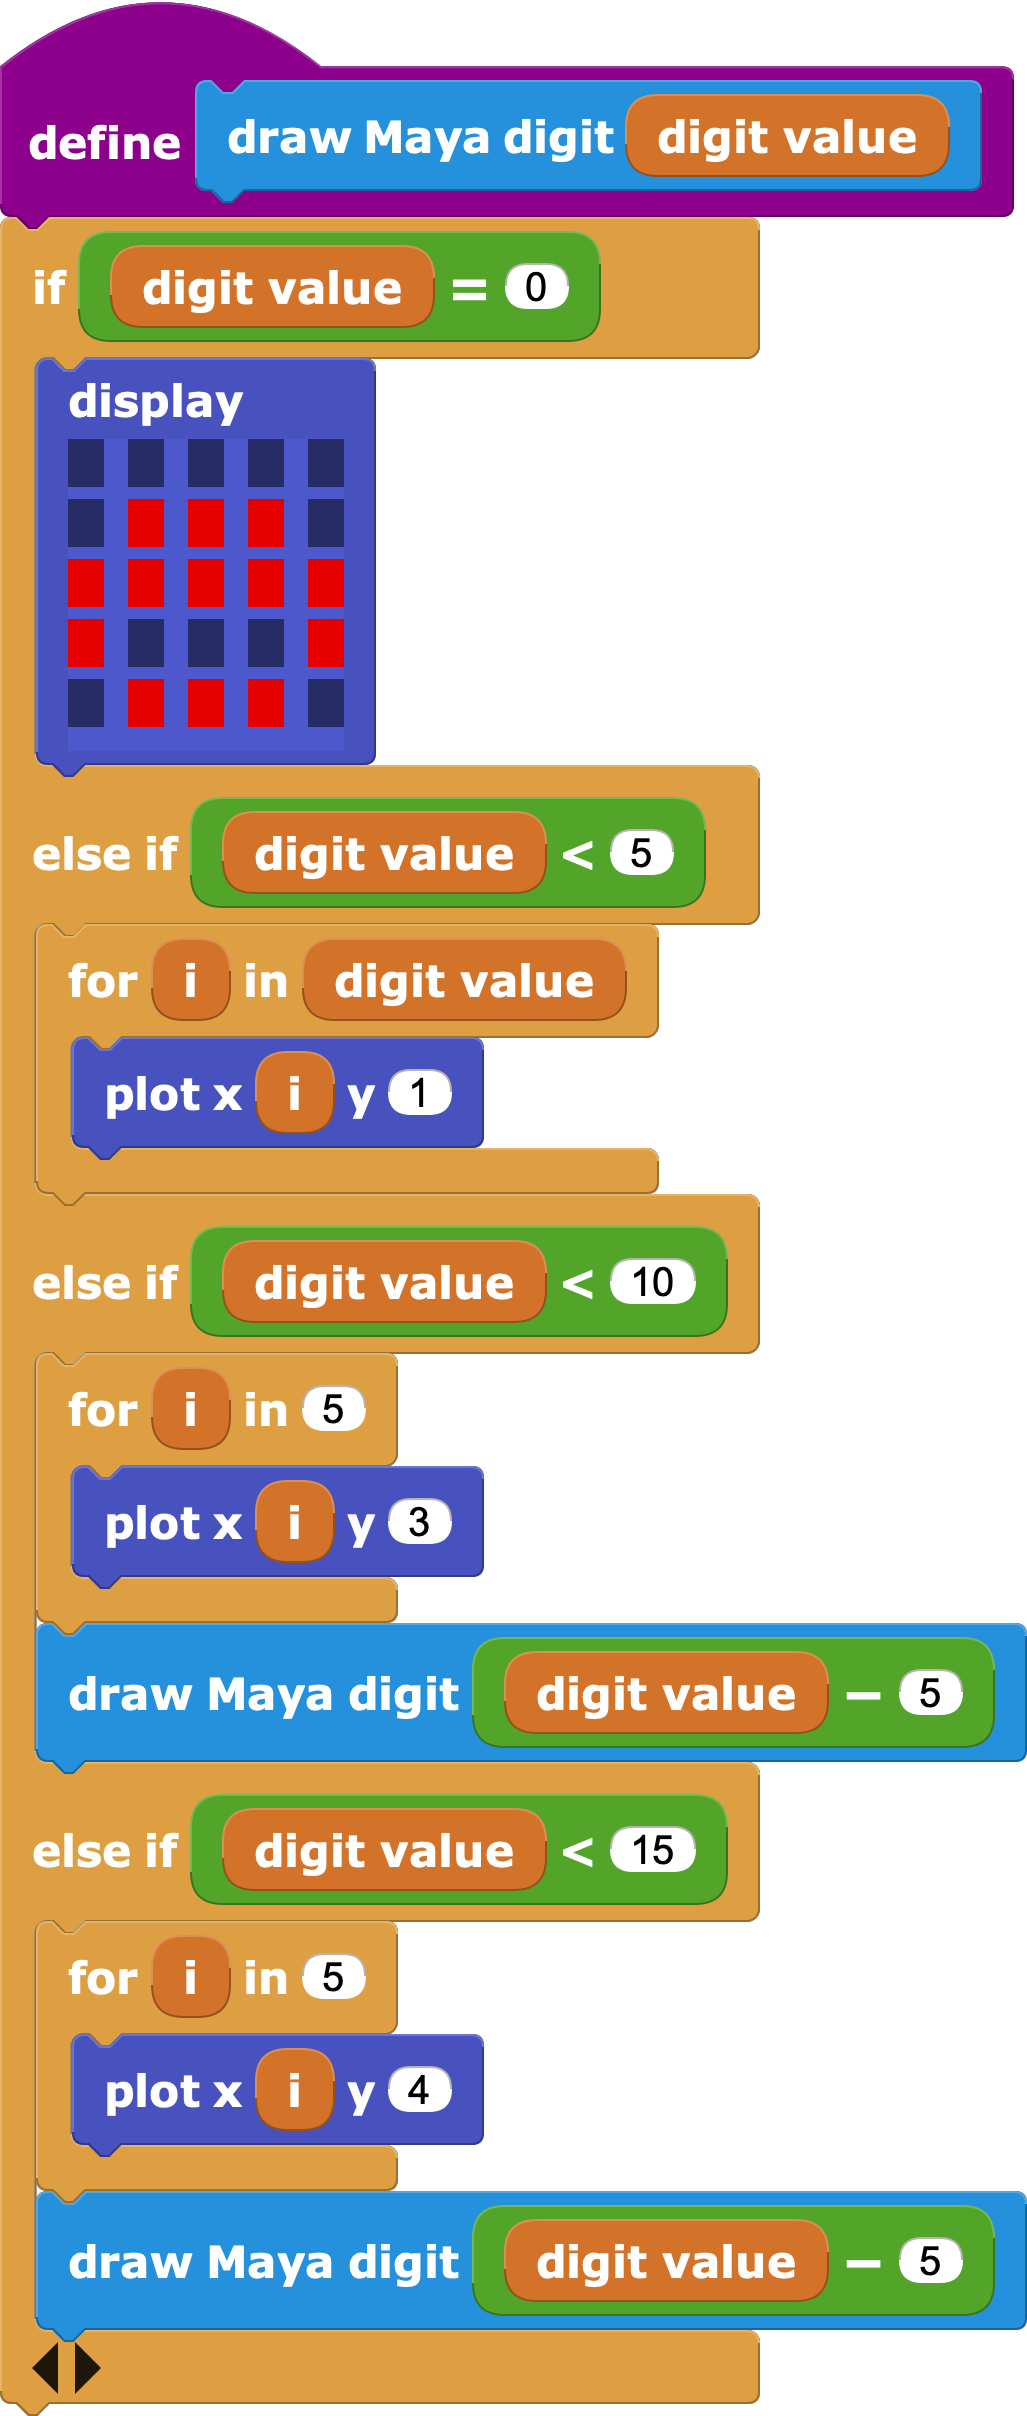 define draw Maya digit digit value
if digit value = 0
display
else if digit value < 5
for i in digit value
plot x i y 1
else if digit value < 10
for i in 5
plot x i y 3
draw Maya digit digit value − 5
else if digit value < 15
for i in 5
plot x i y 4
draw Maya digit digit value − 5